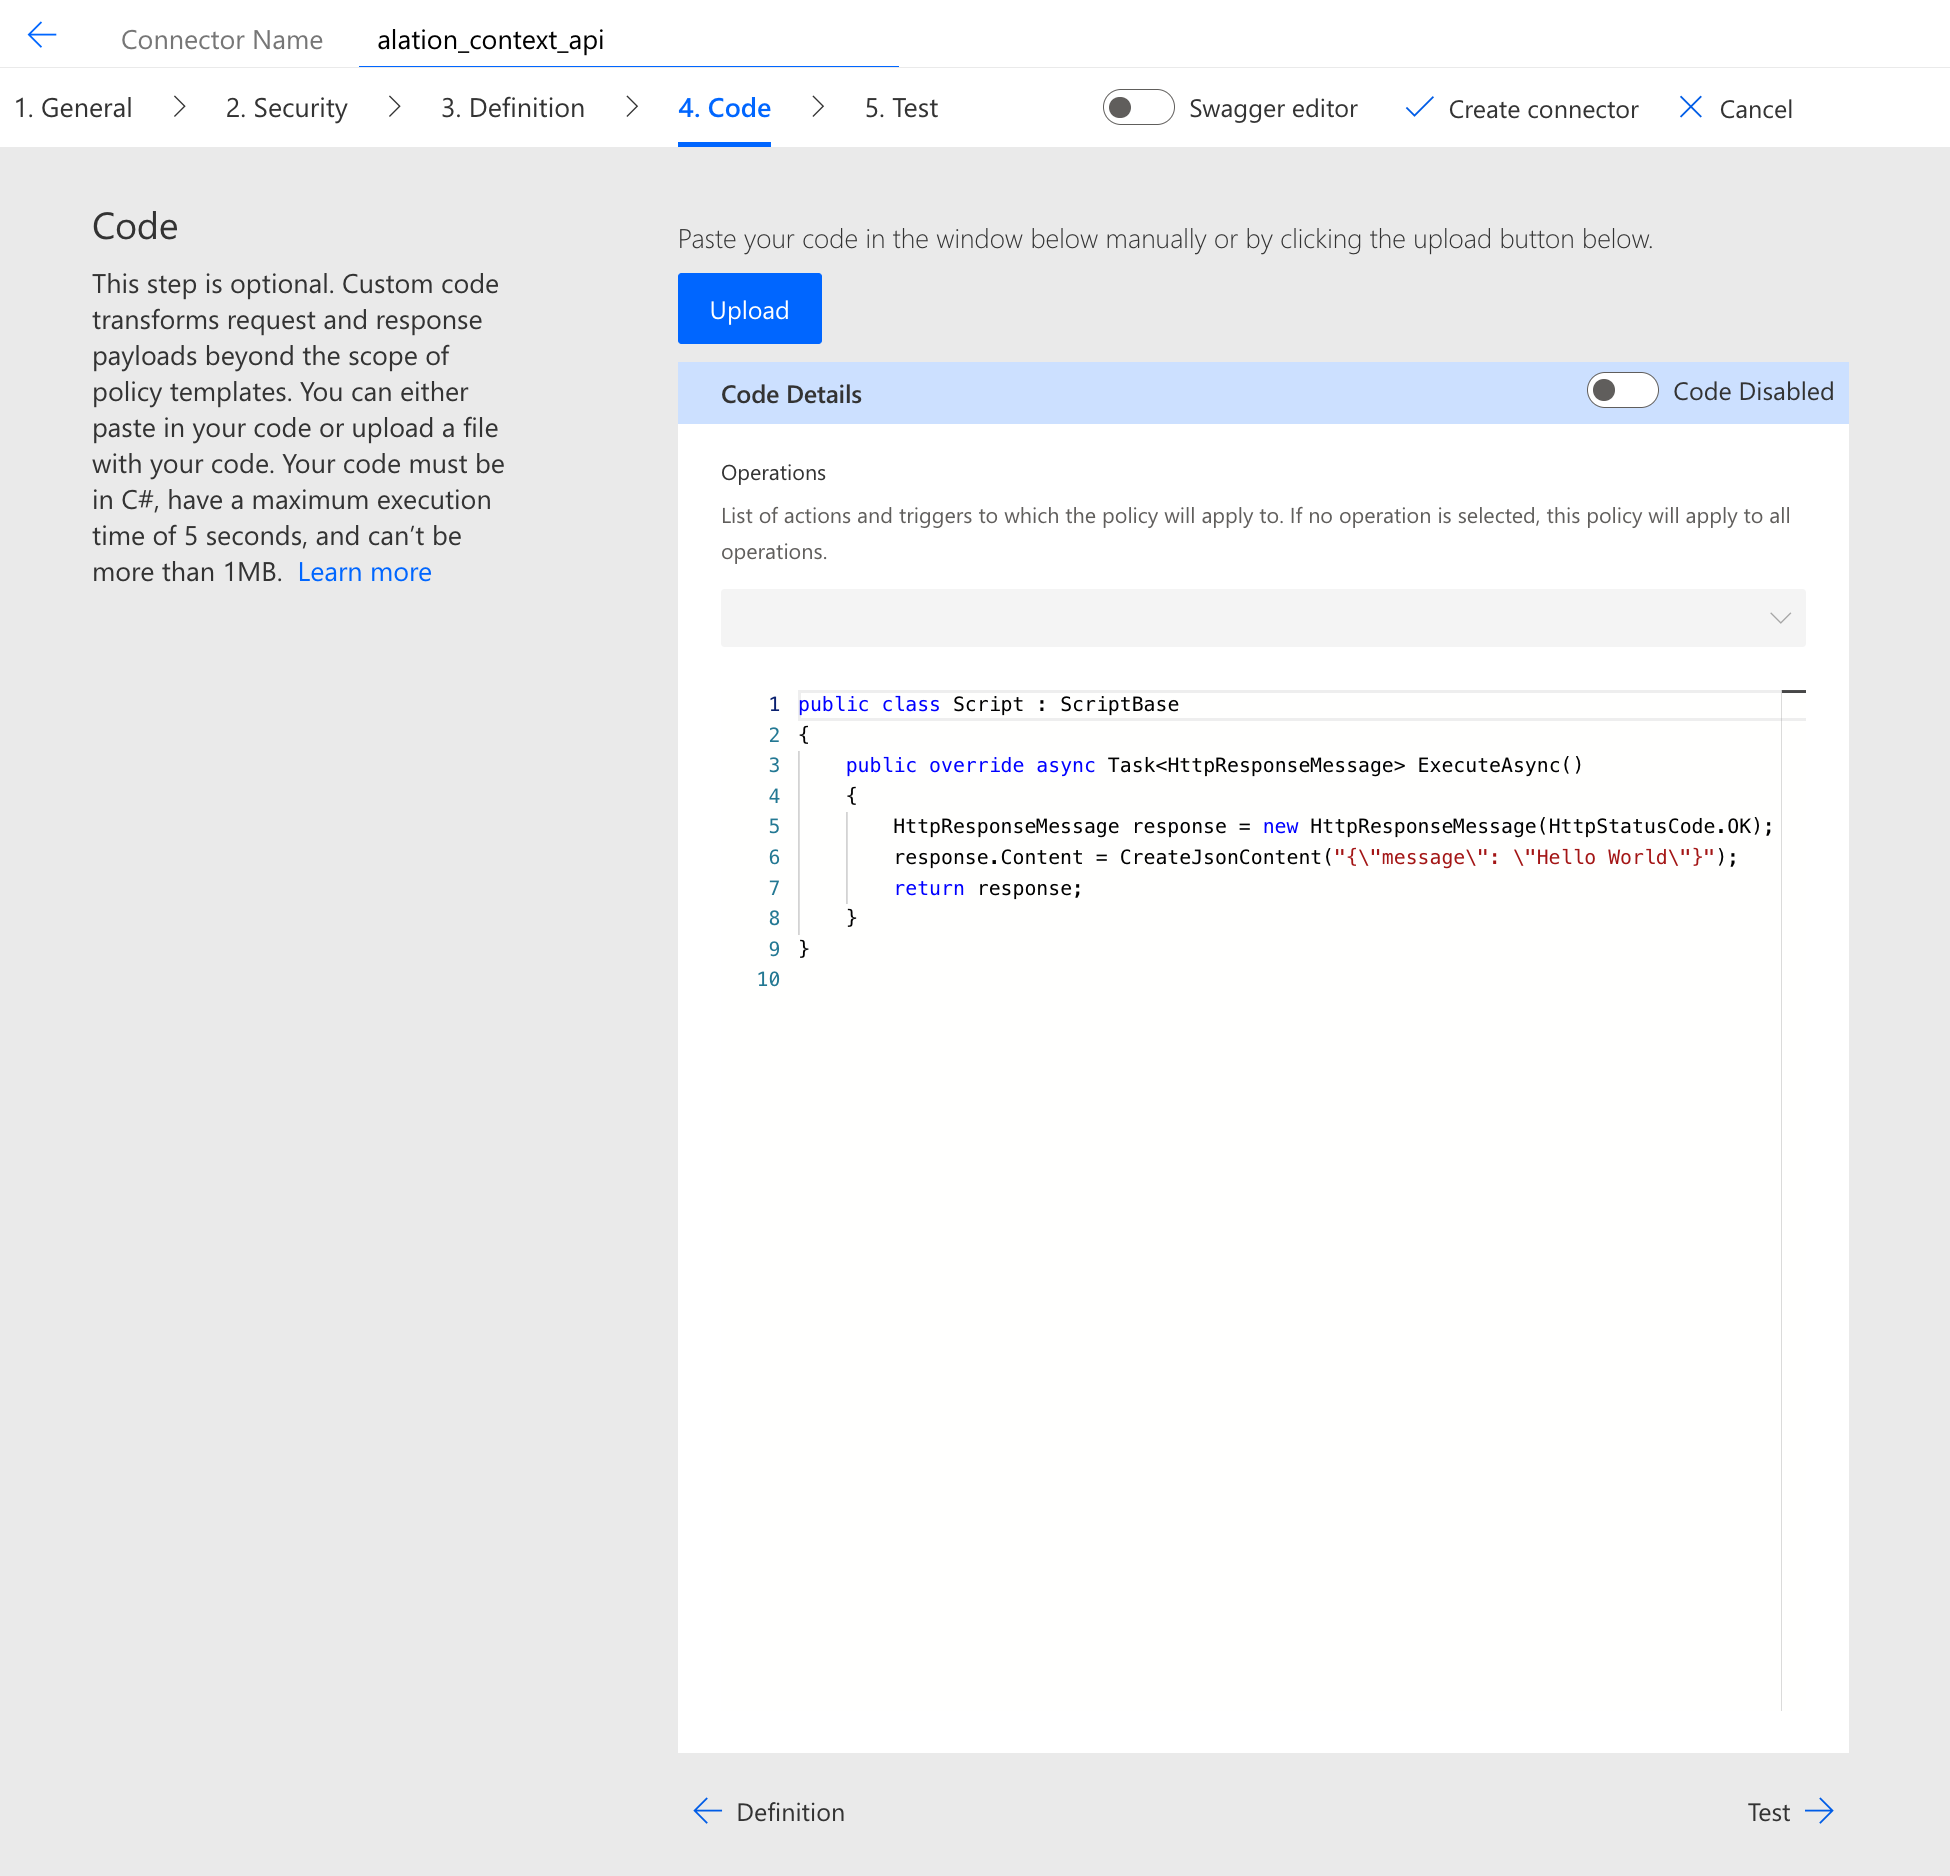 Connector Name alation_context_api
1. General 2. Security 3. Definition 4. Code 5. Test Swagger editor Create connector Cancel
Code
This step is optional. Custom code
transforms request and response
payloads beyond the scope of
policy templates. You can either
paste in your code or upload a file
with your code. Your code must be
in C#, have a maximum execution
time of 5 seconds, and can't be
more than 1MB. Learn more
Paste your code in the window below manually or by clicking the upload button below.
Upload
Code Details Code Disabled
Operations
List of actions and triggers to which the policy will apply to. If no operation is selected, this policy will apply to all
operations.
1 public class Script : ScriptBase
2 {
3     public override async Task<HttpResponseMessage> ExecuteAsync()
4     {
5         HttpResponseMessage response = new HttpResponseMessage(HttpStatusCode.OK);
6         response.Content = CreateJsonContent("{\"message\": \"Hello World\"}");
7         return response;
8     }
9 }
10
Definition Test